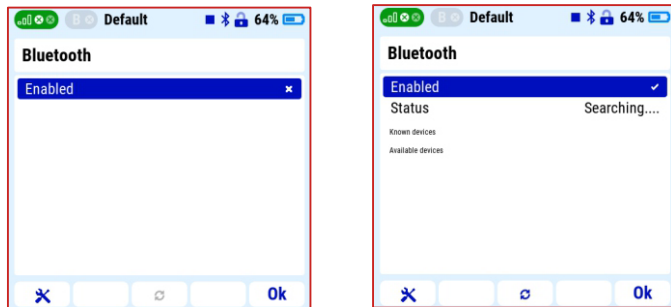 B Default 64%
Bluetooth
Enabled
Ok
B Default 64%
Bluetooth
Enabled
Status Searching....
Known devices
Available devices
Ok